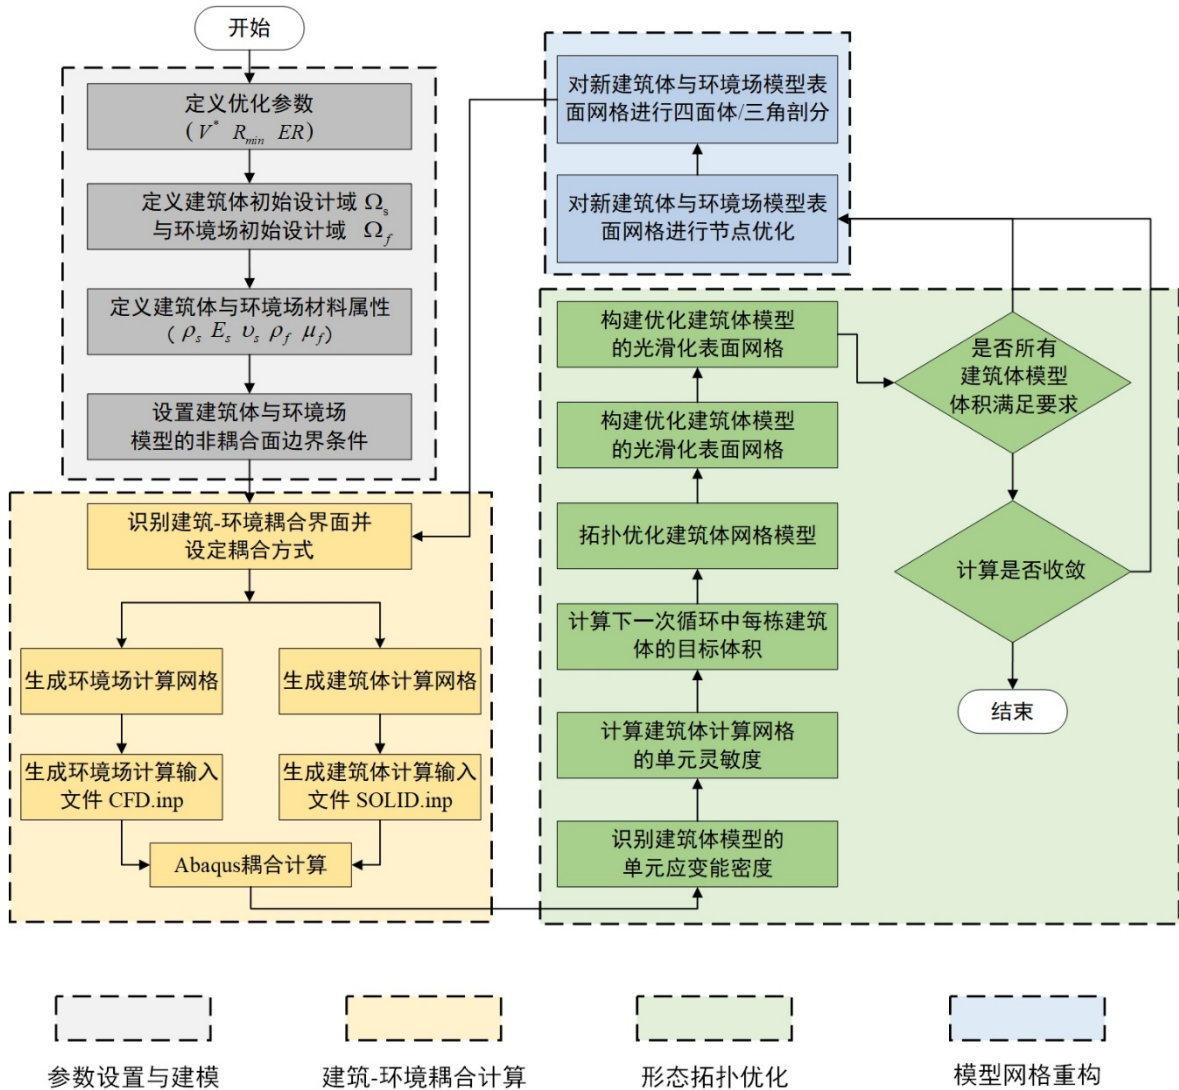 开始
定义优化参数
( V* R_min ER )
定义建筑体初始设计域 Ω_s
与环境场初始设计域 Ω_f
定义建筑体与环境场材料属性
( ρ_s E_s υ_s ρ_f μ_f )
设置建筑体与环境场
模型的非耦合面边界条件
识别建筑-环境耦合界面并
设定耦合方式
生成环境场计算网格
生成建筑体计算网格
生成环境场计算输入
文件 CFD.inp
生成建筑体计算输入
文件 SOLID.inp
Abaqus耦合计算
对新建筑体与环境场模型表
面网格进行四面体/三角剖分
对新建筑体与环境场模型表
面网格进行节点优化
构建优化建筑体模型
的光滑化表面网格
构建优化建筑体模型
的光滑化表面网格
拓扑优化建筑体网格模型
计算下一次循环中每栋建筑
体的目标体积
计算建筑体计算网格
的单元灵敏度
识别建筑体模型的
单元应变能密度
是否所有
建筑体模型
体积满足要求
计算是否收敛
结束
参数设置与建模
建筑-环境耦合计算
形态拓扑优化
模型网格重构